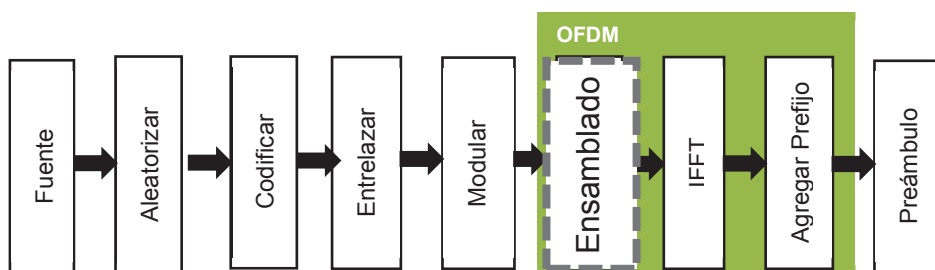 OFDM
Fuente
Aleatorizar
Codificar
Entrelazar
Modular
Ensamblado
IFFT
Agregar Prefijo
Preámbulo